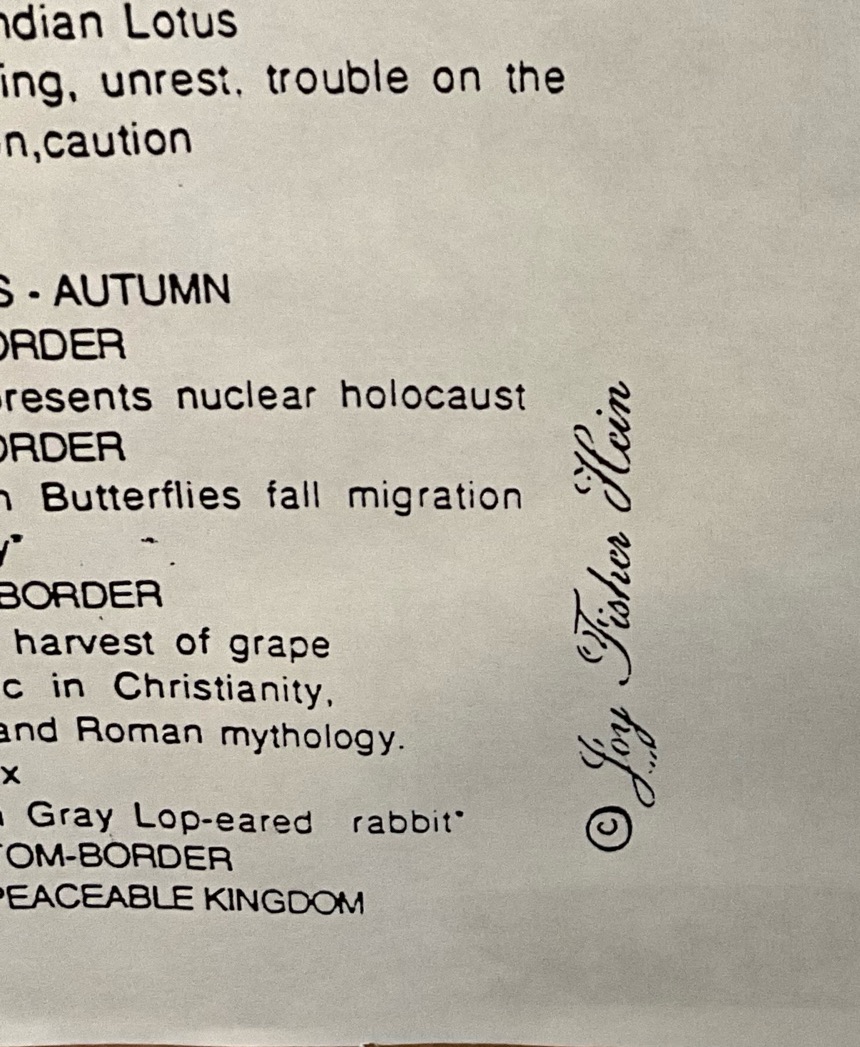 ndian Lotus
ing, unrest. trouble on the
n,caution
S - AUTUMN
ORDER
resents nuclear holocaust
ORDER
n Butterflies fall migration
y"
BORDER
harvest of grape
c in Christianity,
and Roman mythology.
x
Gray Lop-eared rabbit"
TOM-BORDER
PEACEABLE KINGDOM
© Joy Fisher Hein